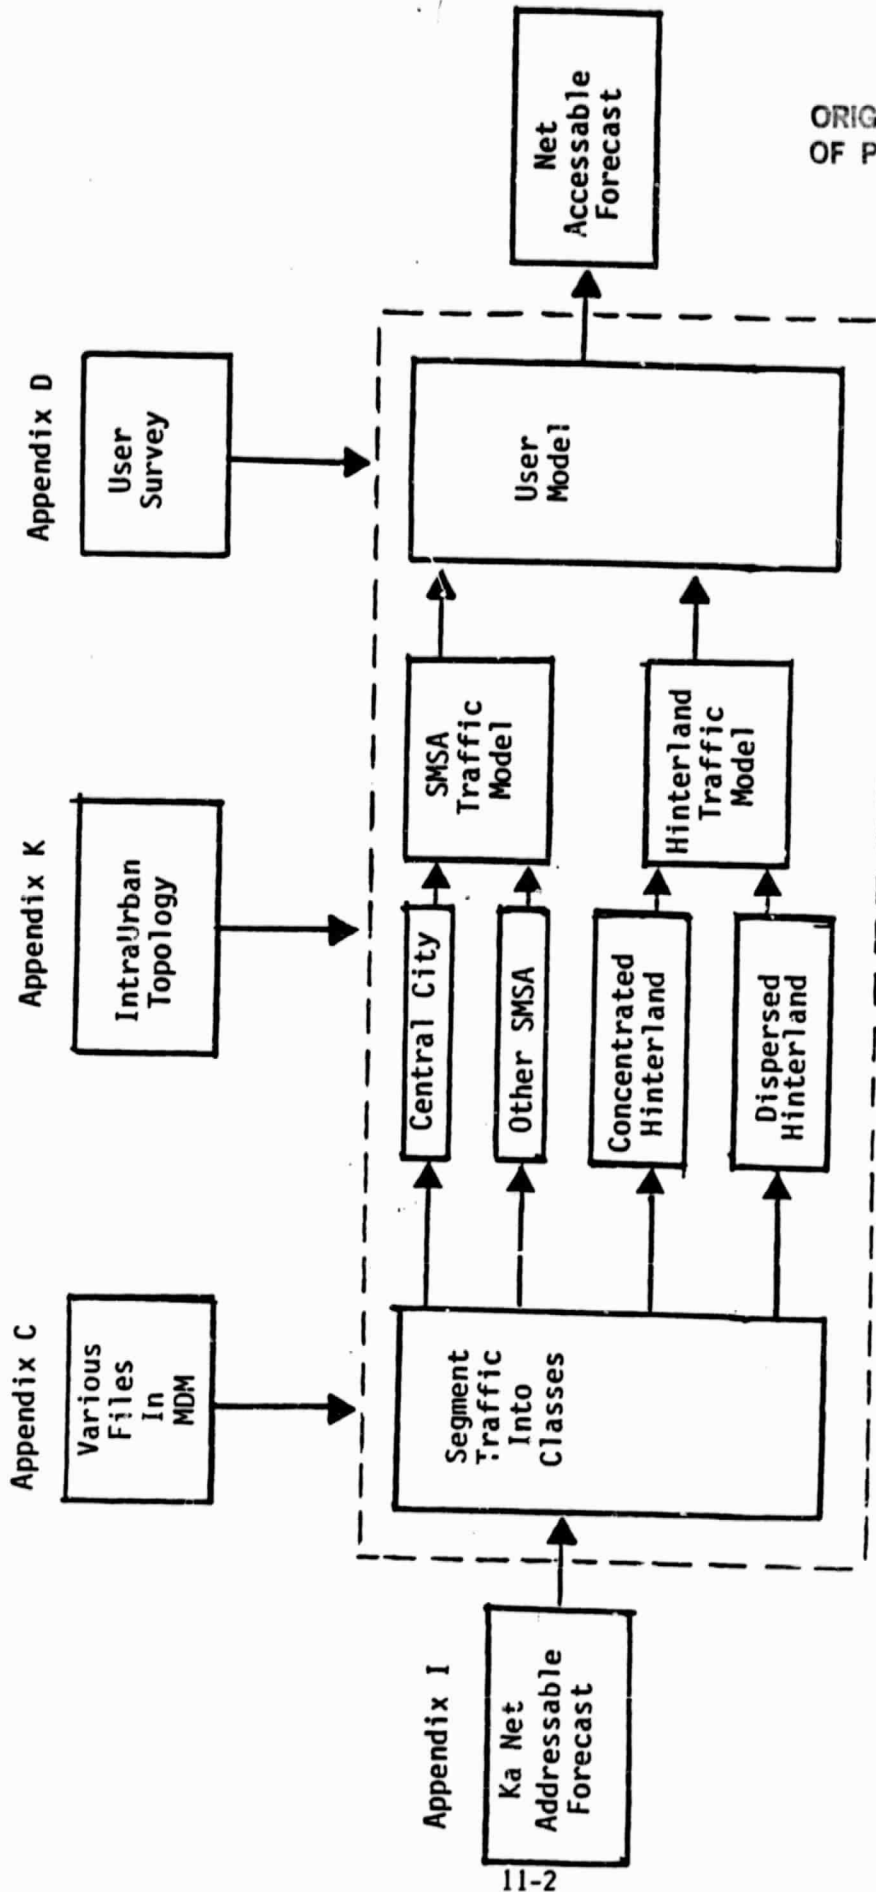 Appendix C
Various
Files
In
MDM
Appendix K
IntraUrban
Topology
Appendix D
User
Survey
Appendix I
Ka Net
Addressable
Forecast
Segment
Traffic
Into
Classes
Central City
Other SMSA
Concentrated
Hinterland
Dispersed
Hinterland
SMSA
Traffic
Model
Hinterland
Traffic
Model
User
Model
Net
Accessable
Forecast
ORIG
OF P
11-2